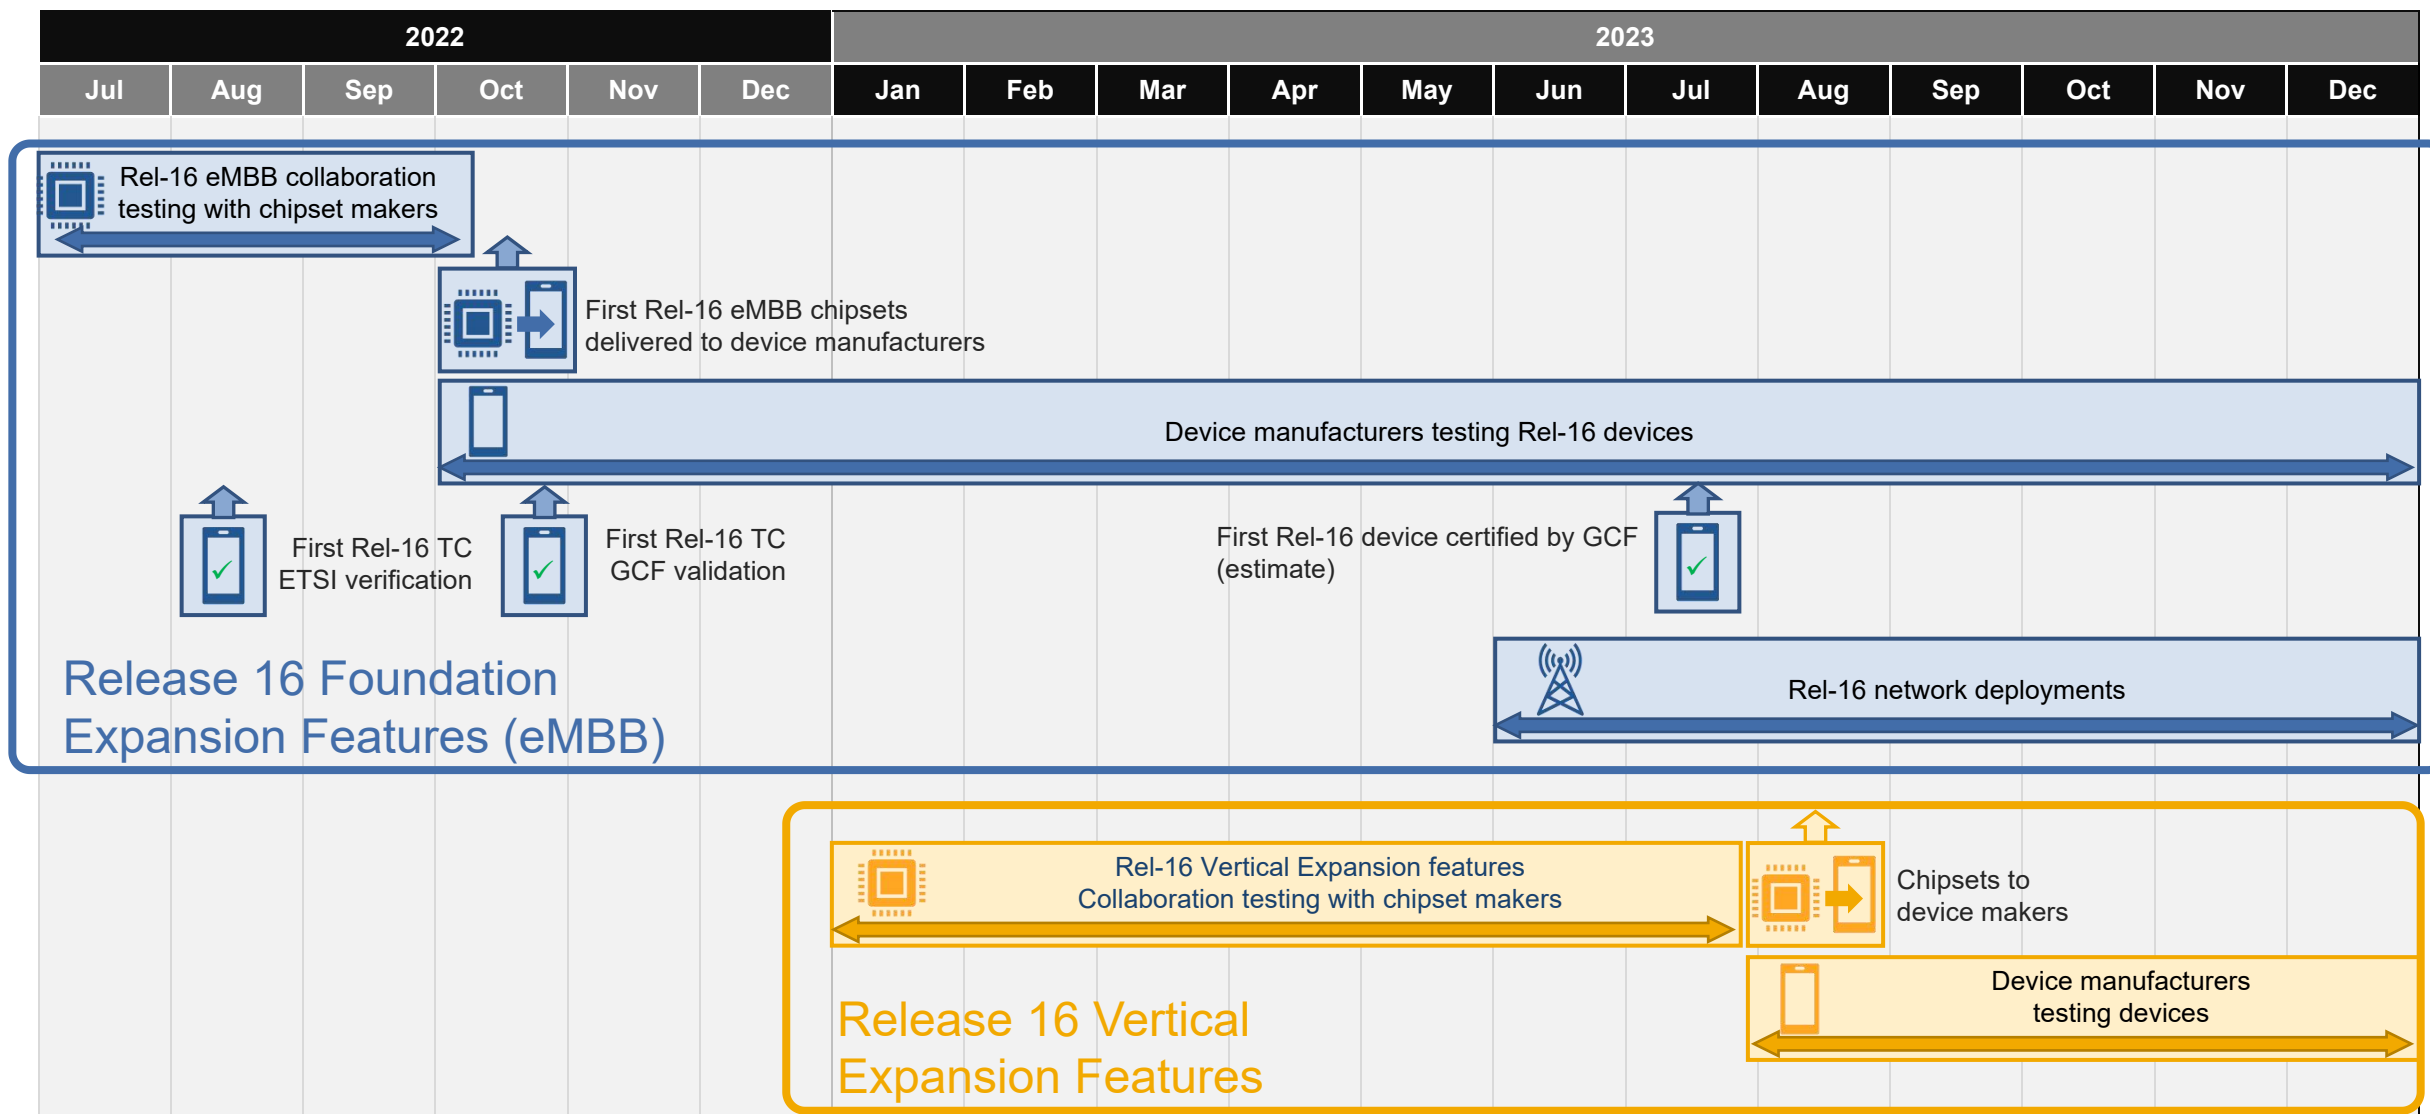 2022
2023
Jul Aug Sep Oct Nov Dec Jan Feb Mar Apr May Jun Jul Aug Sep Oct Nov Dec
Rel-16 eMBB collaboration
testing with chipset makers
First Rel-16 eMBB chipsets
delivered to device manufacturers
Device manufacturers testing Rel-16 devices
First Rel-16 TC
ETSI verification
First Rel-16 TC
GCF validation
First Rel-16 device certified by GCF
(estimate)
Release 16 Foundation
Expansion Features (eMBB)
Rel-16 network deployments
Rel-16 Vertical Expansion features
Collaboration testing with chipset makers
Chipsets to
device makers
Device manufacturers
testing devices
Release 16 Vertical
Expansion Features